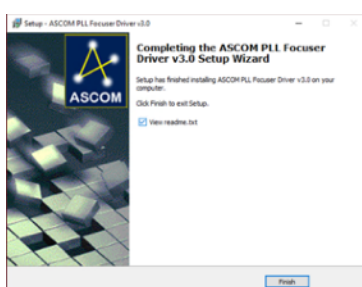 Setup - ASCOM PLL Focuser Driver v3.0
ASCOM
Completing the ASCOM PLL Focuser
Driver v3.0 Setup Wizard
Setup has finished installing ASCOM PLL Focuser Driver v3.0 on your
computer.
Click Finish to exit Setup.
View readme.txt
Finish